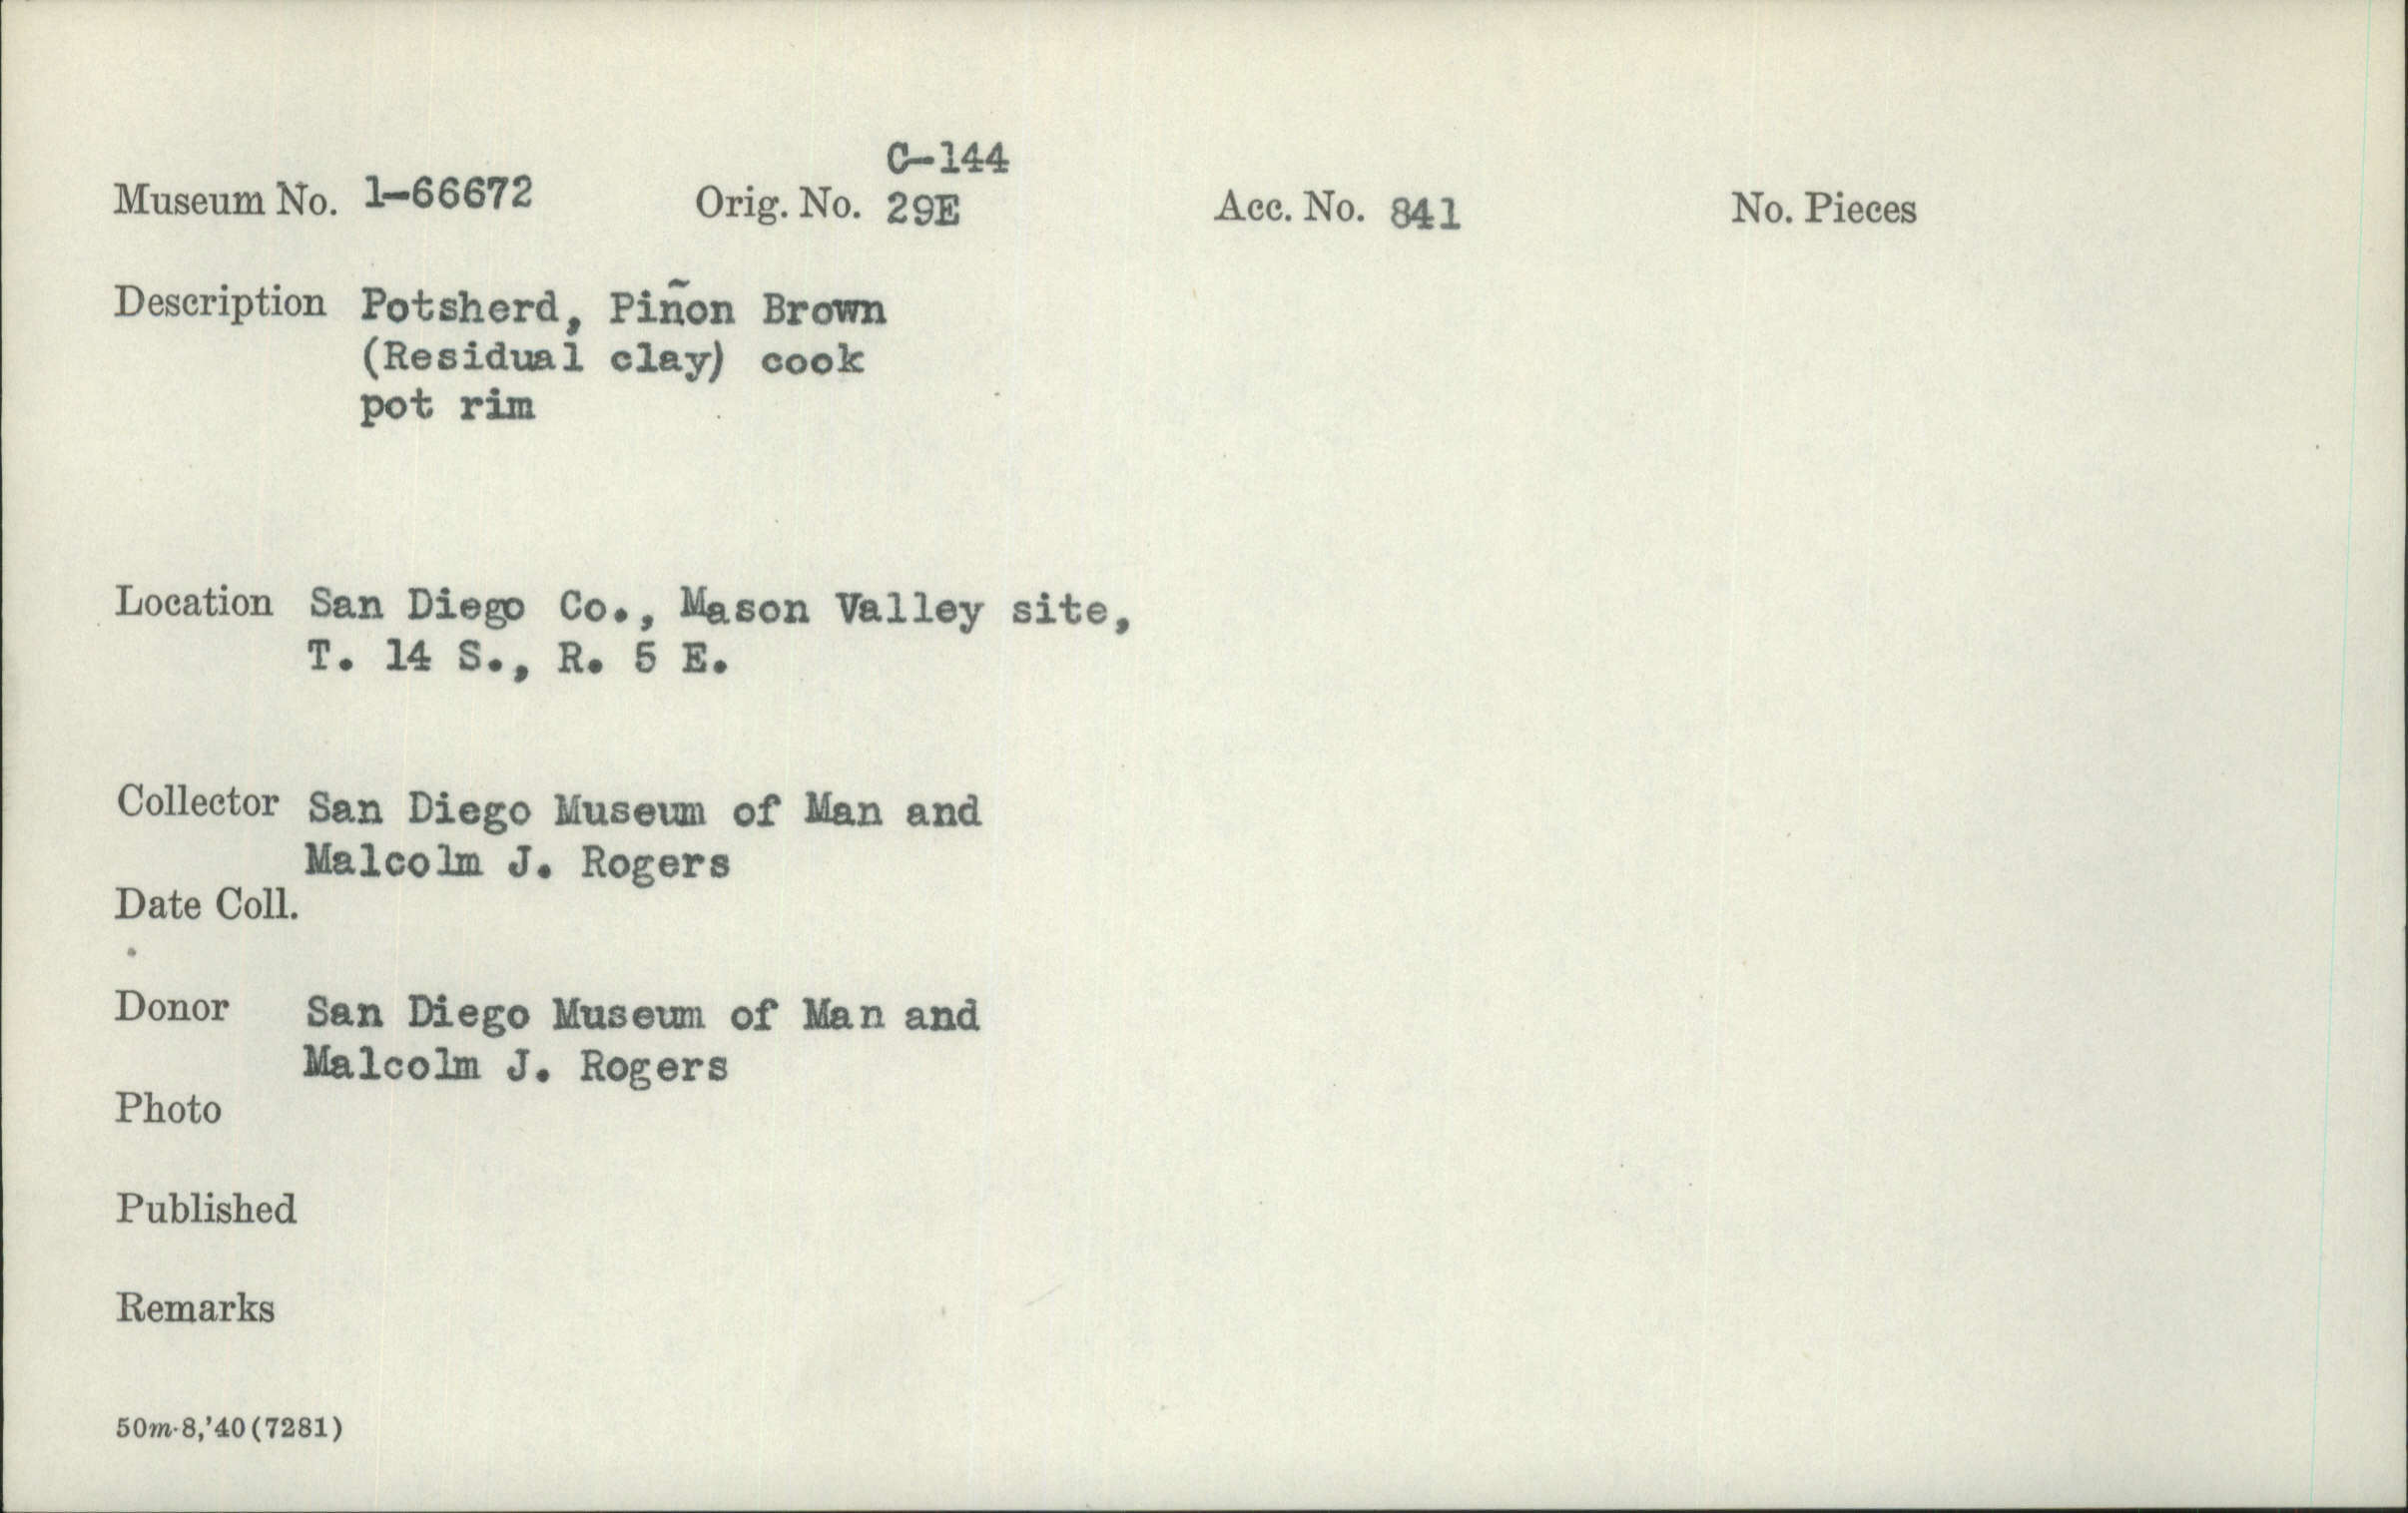 C-144
Museum No. 1-66672 Orig. No. 29E Acc. No. 841 No. Pieces
Description Potsherd, Piñon Brown
(Residual clay) cook
pot rim
Location San Diego Co., Mason Valley site,
T. 14 S., R. 5 E.
Collector San Diego Museum of Man and
Malcolm J. Rogers
Date Coll.
Donor San Diego Museum of Man and
Malcolm J. Rogers
Photo
Published
Remarks
50m-8,'40(7281)